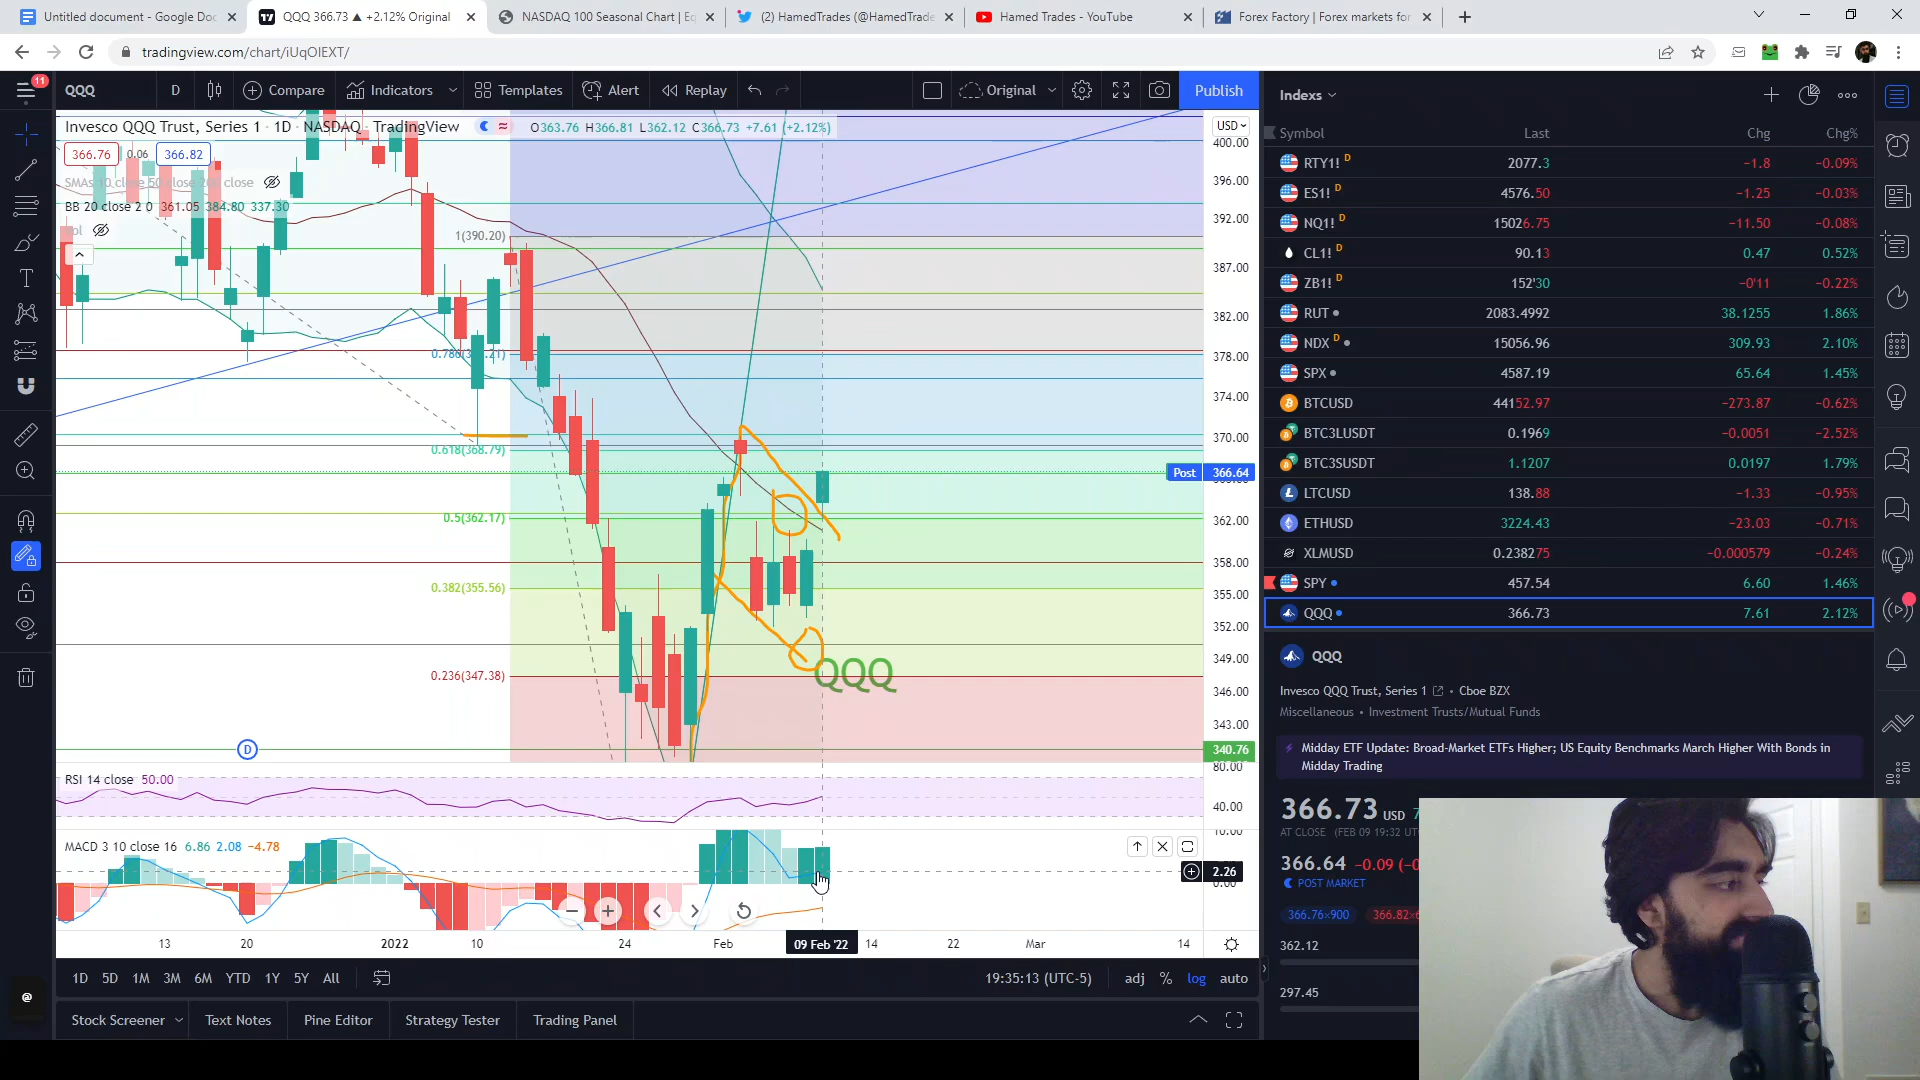 Untitled document - Google Doc
QQQ 366.73 ▲ +2.12% Original
NASDAQ 100 Seasonal Chart | Eq
(2) HamedTrades (@HamedTrade
Hamed Trades - YouTube
Forex Factory | Forex markets for
tradingview.com/chart/iUqOIEXT/
11
QQQ
D
Compare
Indicators
Templates
Alert
Replay
Original
Publish
Invesco QQQ Trust, Series 1 · 1D · NASDAQ · TradingView
O363.76 H366.81 L362.12 C366.73 +7.61 (+2.12%)
366.76
0.06
366.82
SMAs 10 close 50 close 200 close
BB 20 close 2 0 361.05 384.80 337.30
USD
400.00
396.00
392.00
387.00
382.00
378.00
374.00
370.00
Post 366.64
362.00
358.00
355.00
352.00
349.00
346.00
343.00
340.76
1(390.20)
0.618(368.79)
0.5(362.17)
0.382(355.56)
0.236(347.38)
QQQ
D
RSI 14 close 50.00
80.00
40.00
MACD 3 10 close 16 6.86 2.08 −4.78
10.00
2.26
0.00
13
20
2022
10
24
Feb
09 Feb '22
14
22
Mar
14
1D
5D
1M
3M
6M
YTD
1Y
5Y
All
19:35:13 (UTC-5)
adj
%
log
auto
Stock Screener
Text Notes
Pine Editor
Strategy Tester
Trading Panel
Indexs
Symbol Last Chg Chg%
RTY1! D 2077.3 −1.8 −0.09%
ES1! D 4576.50 −1.25 −0.03%
NQ1! D 15026.75 −11.50 −0.08%
CL1! D 90.13 0.47 0.52%
ZB1! D 152'30 −0'11 −0.22%
RUT 2083.4992 38.1255 1.86%
NDX D 15056.96 309.93 2.10%
SPX 4587.19 65.64 1.45%
BTCUSD 44152.97 −273.87 −0.62%
BTC3LUSDT 0.1969 −0.0051 −2.52%
BTC3SUSDT 1.1207 0.0197 1.79%
LTCUSD 138.88 −1.33 −0.95%
ETHUSD 3224.43 −23.03 −0.71%
XLMUSD 0.238275 −0.000579 −0.24%
SPY 457.54 6.60 1.46%
QQQ 366.73 7.61 2.12%
QQQ
Invesco QQQ Trust, Series 1 • Cboe BZX
Miscellaneous • Investment Trusts/Mutual Funds
Midday ETF Update: Broad-Market ETFs Higher; US Equity Benchmarks March Higher With Bonds in
Midday Trading
366.73 USD 7
AT CLOSE (FEB 09 19:32 UT
366.64 −0.09 (−0
POST MARKET
366.76×900
366.82×
362.12
297.45